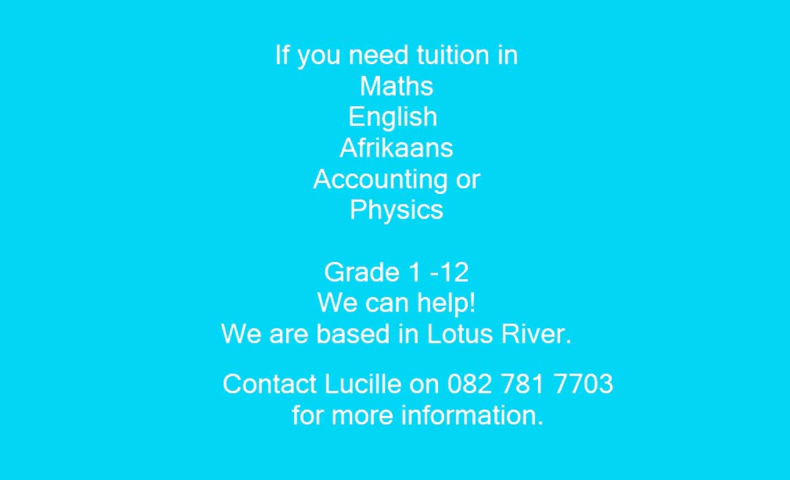 If you need tuition in
Maths
English
Afrikaans
Accounting or
Physics
Grade 1 -12
We can help!
We are based in Lotus River.
Contact Lucille on 082 781 7703
for more information.